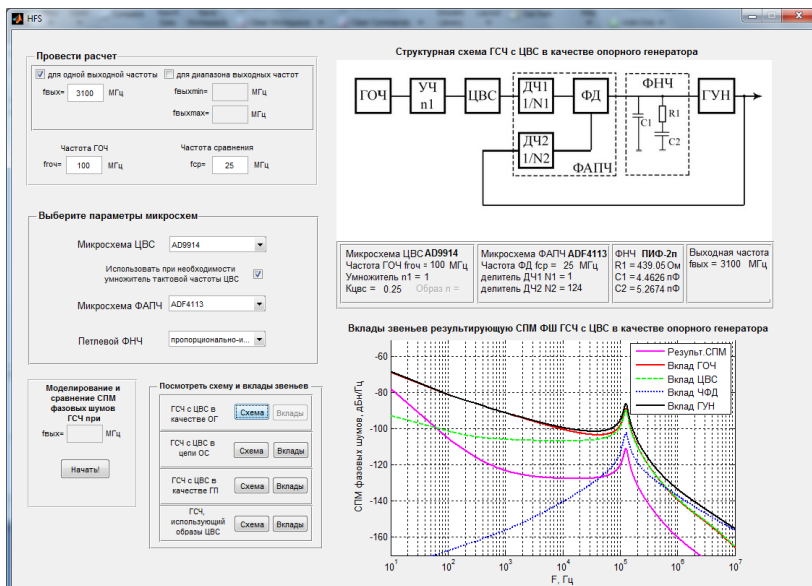 HFS
Провести расчет
для одной выходной частоты
для диапазона выходных частот
fвых= 3100 МГц
fвыхmin= МГц
fвыхmax= МГц
Частота ГОЧ
fгоч= 100 МГц
Частота сравнения
fср= 25 МГц
Выберите параметры микросхем
Микросхема ЦВС AD9914
Использовать при необходимости
умножитель тактовой частоты ЦВС
Микросхема ФАПЧ ADF4113
Петлевой ФНЧ пропорционально-и...
Моделирование и
сравнение СПМ
фазовых шумов
ГСЧ при
fвых= МГц
Начать!
Посмотреть схему и вклады звеньев
ГСЧ с ЦВС в
качестве ОГ
Схема Вклады
ГСЧ с ЦВС в
цепи ОС
Схема Вклады
ГСЧ с ЦВС в
качестве ГП
Схема Вклады
ГСЧ,
использующий
образы ЦВС
Схема Вклады
Структурная схема ГСЧ с ЦВС в качестве опорного генератора
ГОЧ
УЧ
n1
ЦВС
ДЧ1
1/N1
ФД
ДЧ2
1/N2
ФАПЧ
ФНЧ
C1
R1
C2
ГУН
Микросхема ЦВС AD9914
Частота ГОЧ fгоч = 100 МГц
Умножитель n1 = 1
Кцвс = 0.25 Образ n =
Микросхема ФАПЧ ADF4113
Частота ФД fср = 25 МГц
делитель ДЧ1 N1 = 1
делитель ДЧ2 N2 = 124
ФНЧ ПИФ-2п
R1 = 439.05 Ом
C1 = 4.4626 пФ
C2 = 5.2674 пФ
Выходная частота
fвых = 3100 МГц
Вклады звеньев результирующую СПМ ФШ ГСЧ с ЦВС в качестве опорного генератора
СПМ фазовых шумов, дБн/Гц
-60
-80
-100
-120
-140
-160
Результ.СПМ
Вклад ГОЧ
Вклад ЦВС
Вклад ЧФД
Вклад ГУН
10¹ 10² 10³ 10⁴ 10⁵ 10⁶ 10⁷
F, Гц